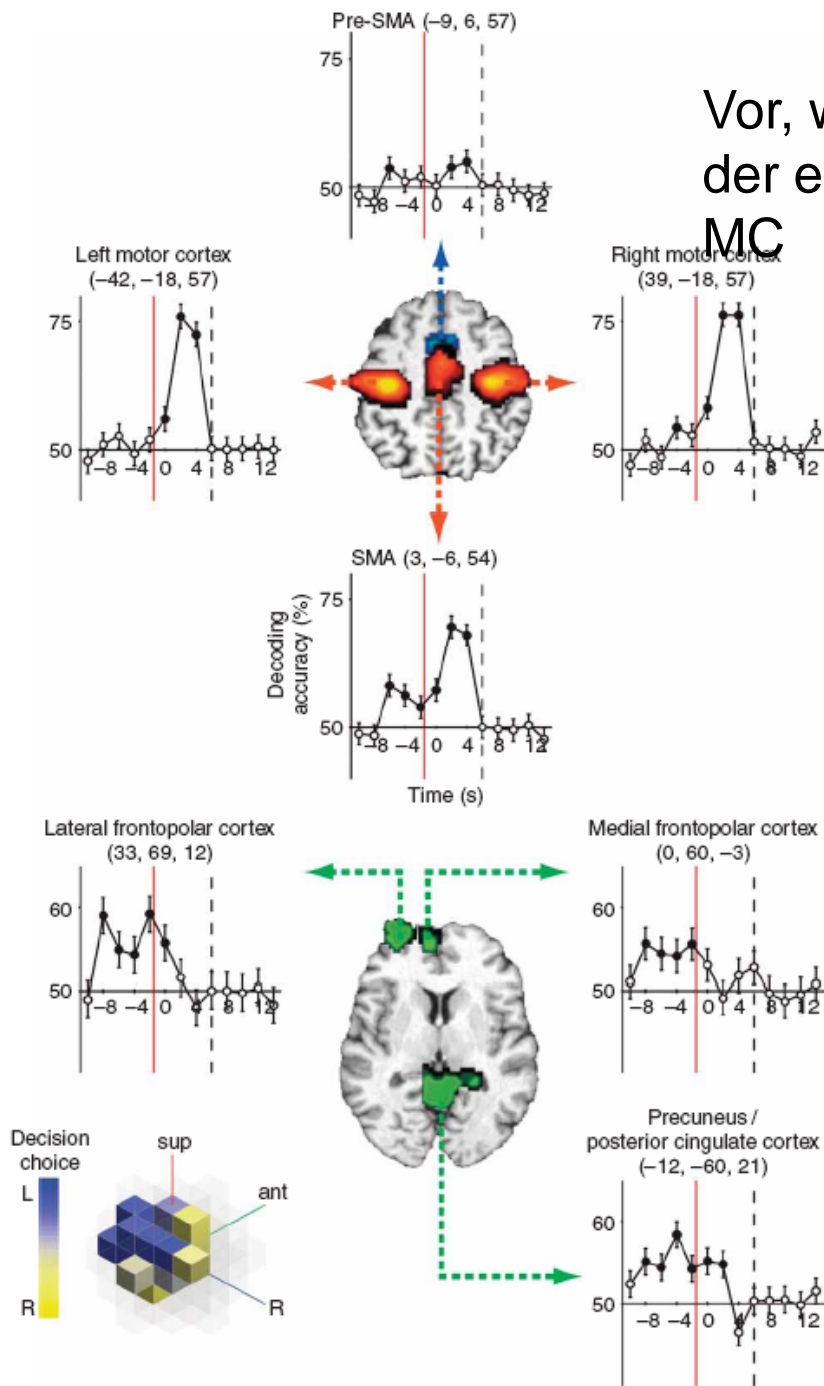 Pre-SMA (−9, 6, 57)
75
50
−8 −4 0 4 8 12
Vor,
der
MC
Left motor cortex
(−42, −18, 57)
75
50
−8 −4 0 4 8 12
Right motor cortex
(39, −18, 57)
75
50
−8 −4 0 4 8 12
SMA (3, −6, 54)
75
Decoding
accuracy (%)
50
−8 −4 0 4 8 12
Time (s)
Lateral frontopolar cortex
(33, 69, 12)
60
50
−8 −4 0 4 8 12
Medial frontopolar cortex
(0, 60, −3)
60
50
−8 −4 0 4 8 12
Decision
choice
L
R
sup
ant
R
Precuneus /
posterior cingulate cortex
(−12, −60, 21)
60
50
−8 −4 0 4 8 12